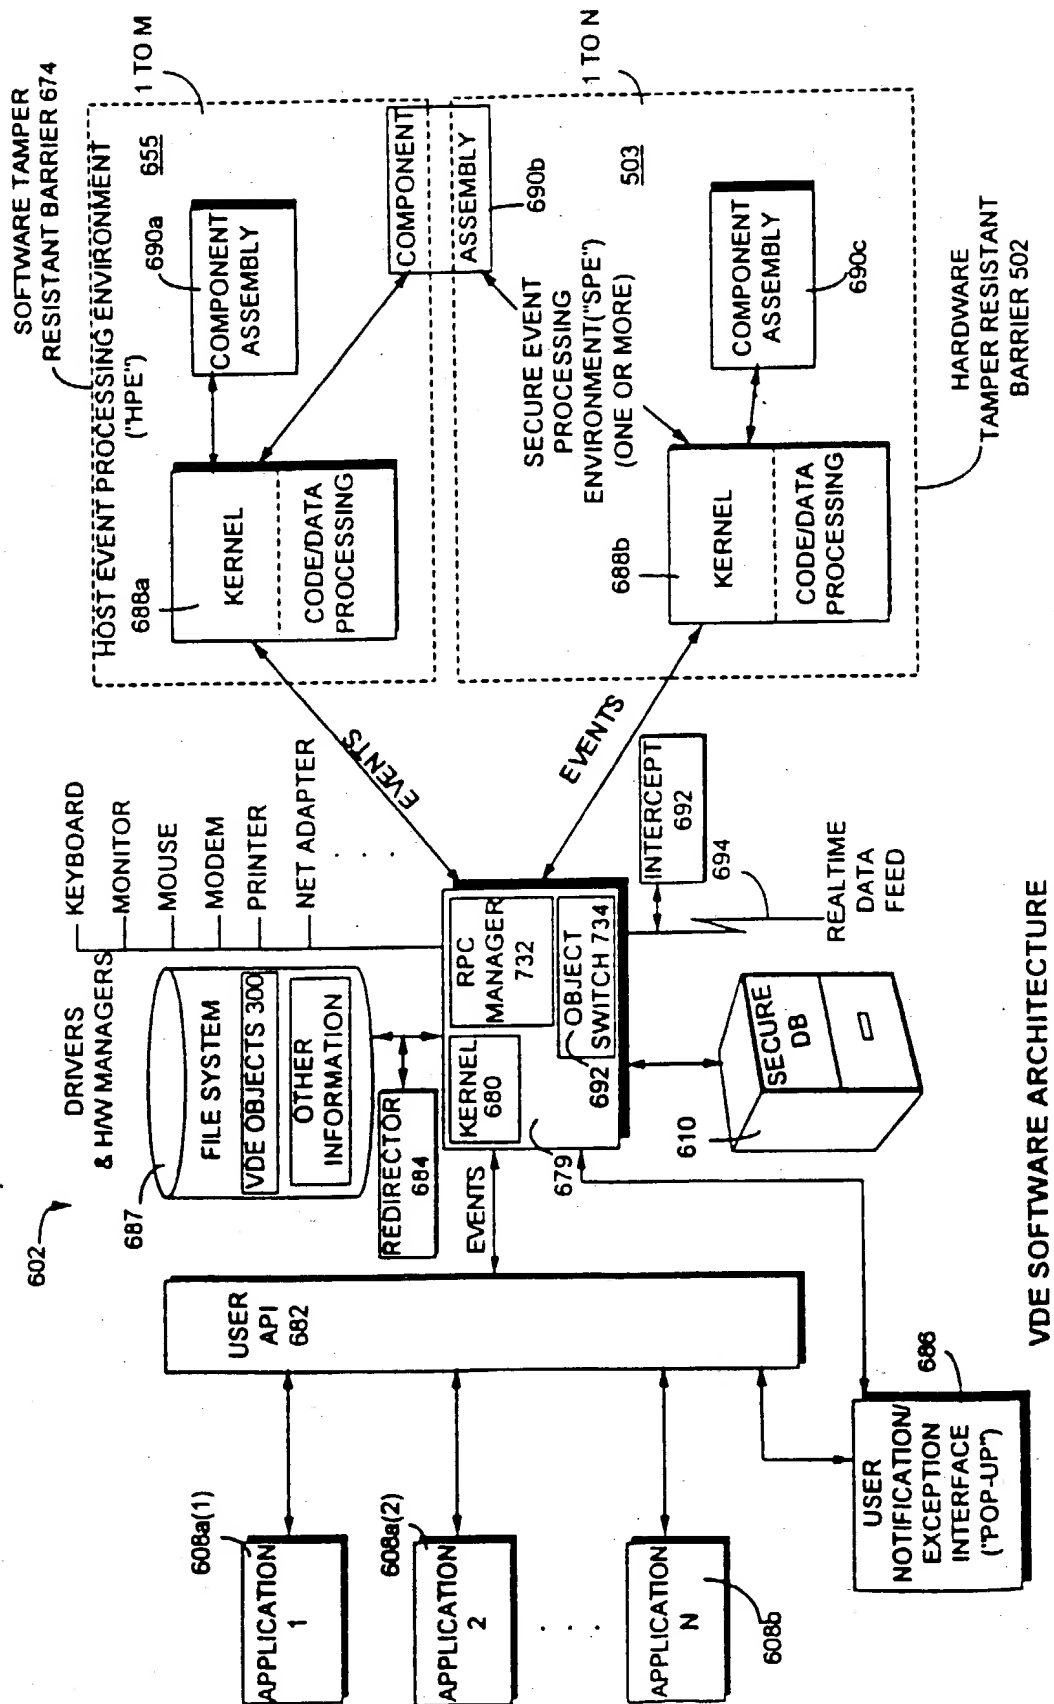 602
APPLICATION
1
608a(1)
APPLICATION
2
608a(2)
APPLICATION
N
608b
USER
API
682
USER
NOTIFICATION/
EXCEPTION
INTERFACE
("POP-UP")
686
EVENTS
DRIVERS
& H/W MANAGERS
KEYBOARD
MONITOR
MOUSE
MODEM
PRINTER
NET ADAPTER
687
FILE SYSTEM
VDE OBJECTS 300
OTHER
INFORMATION
REDIRECTOR
684
KERNEL
680
RPC
MANAGER
732
692
OBJECT
SWITCH 734
679
SECURE
DB
610
INTERCEPT
692
694
REALTIME
DATA
FEED
EVENTS
EVENTS
SOFTWARE TAMPER
RESISTANT BARRIER 674
HOST EVENT PROCESSING ENVIRONMENT
("HPE")
655
1 TO M
688a
KERNEL
CODE/DATA
PROCESSING
690a
COMPONENT
ASSEMBLY
COMPONENT
ASSEMBLY
690b
SECURE EVENT
PROCESSING
ENVIRONMENT("SPE")
(ONE OR MORE)
503
1 TO N
688b
KERNEL
CODE/DATA
PROCESSING
COMPONENT
ASSEMBLY
690c
HARDWARE
TAMPER RESISTANT
BARRIER 502
VDE SOFTWARE ARCHITECTURE